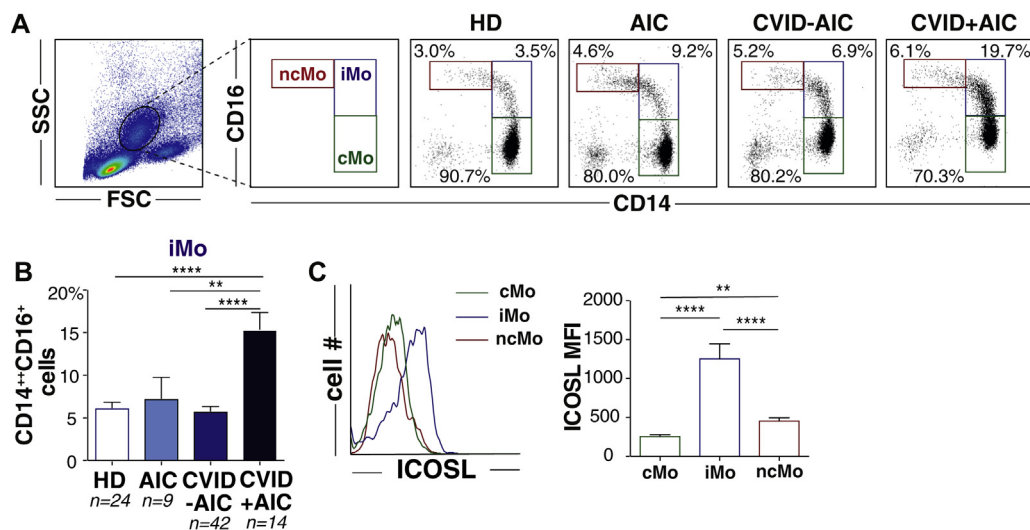 A
SSC
FSC
CD16
ncMo
iMo
cMo
HD
3.0%
3.5%
90.7%
AIC
4.6%
9.2%
80.0%
CVID-AIC
5.2%
6.9%
80.2%
CVID+AIC
6.1%
19.7%
70.3%
CD14
B
iMo
****
**
****
CD14++CD16+
cells
20%
15
10
5
0
HD
n=24
AIC
n=9
CVID
-AIC
n=42
CVID
+AIC
n=14
C
cell #
ICOSL
cMo
iMo
ncMo
ICOSL MFI
2000
1500
1000
500
0
**
****
****
cMo
iMo
ncMo